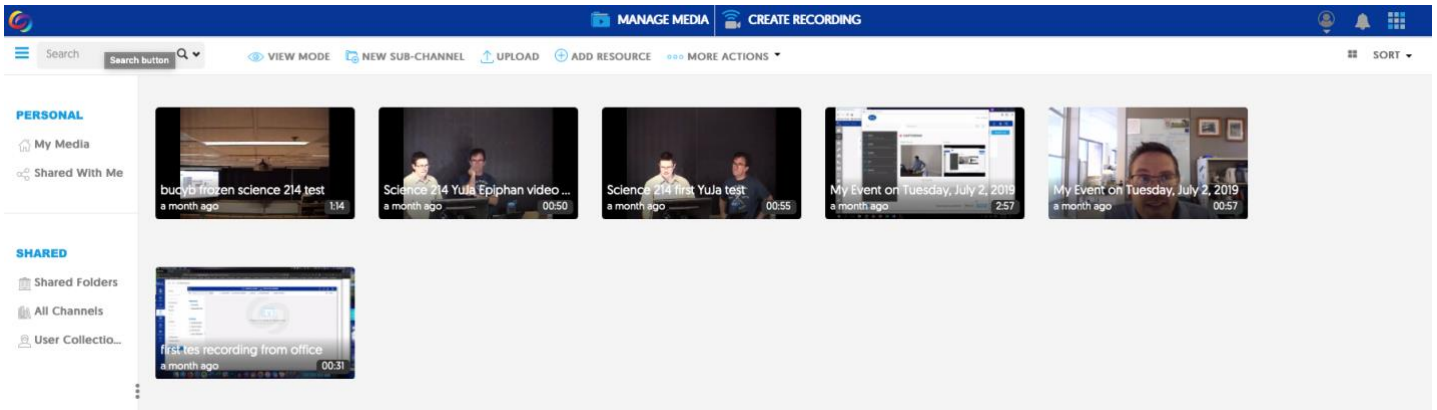 MANAGE MEDIA CREATE RECORDING
Search Search button VIEW MODE NEW SUB-CHANNEL UPLOAD ADD RESOURCE MORE ACTIONS SORT
PERSONAL
My Media
Shared With Me
bucyb frozen science 214 test
a month ago 1:14
Science 214 YuJa Epiphan video ...
a month ago 00:50
Science 214 first YuJa test
a month ago 00:55
My Event on Tuesday, July 2, 2019
a month ago 2:57
My Event on Tuesday, July 2, 2019
a month ago 00:57
SHARED
Shared Folders
All Channels
User Collectio...
first tes recording from office
a month ago 00:31